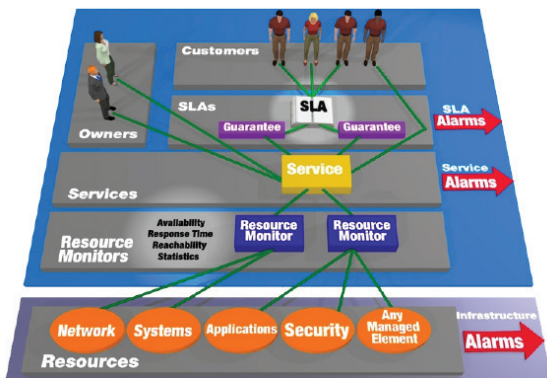 Customers
SLAs
SLA
Guarantee
Guarantee
Owners
SLA
Alarms
Services
Service
Service
Alarms
Resource
Monitors
Availability
Response Time
Reachability
Statistics
Resource
Monitor
Resource
Monitor
Network
Systems
Applications
Security
Any
Managed
Element
Infrastructure
Alarms
Resources